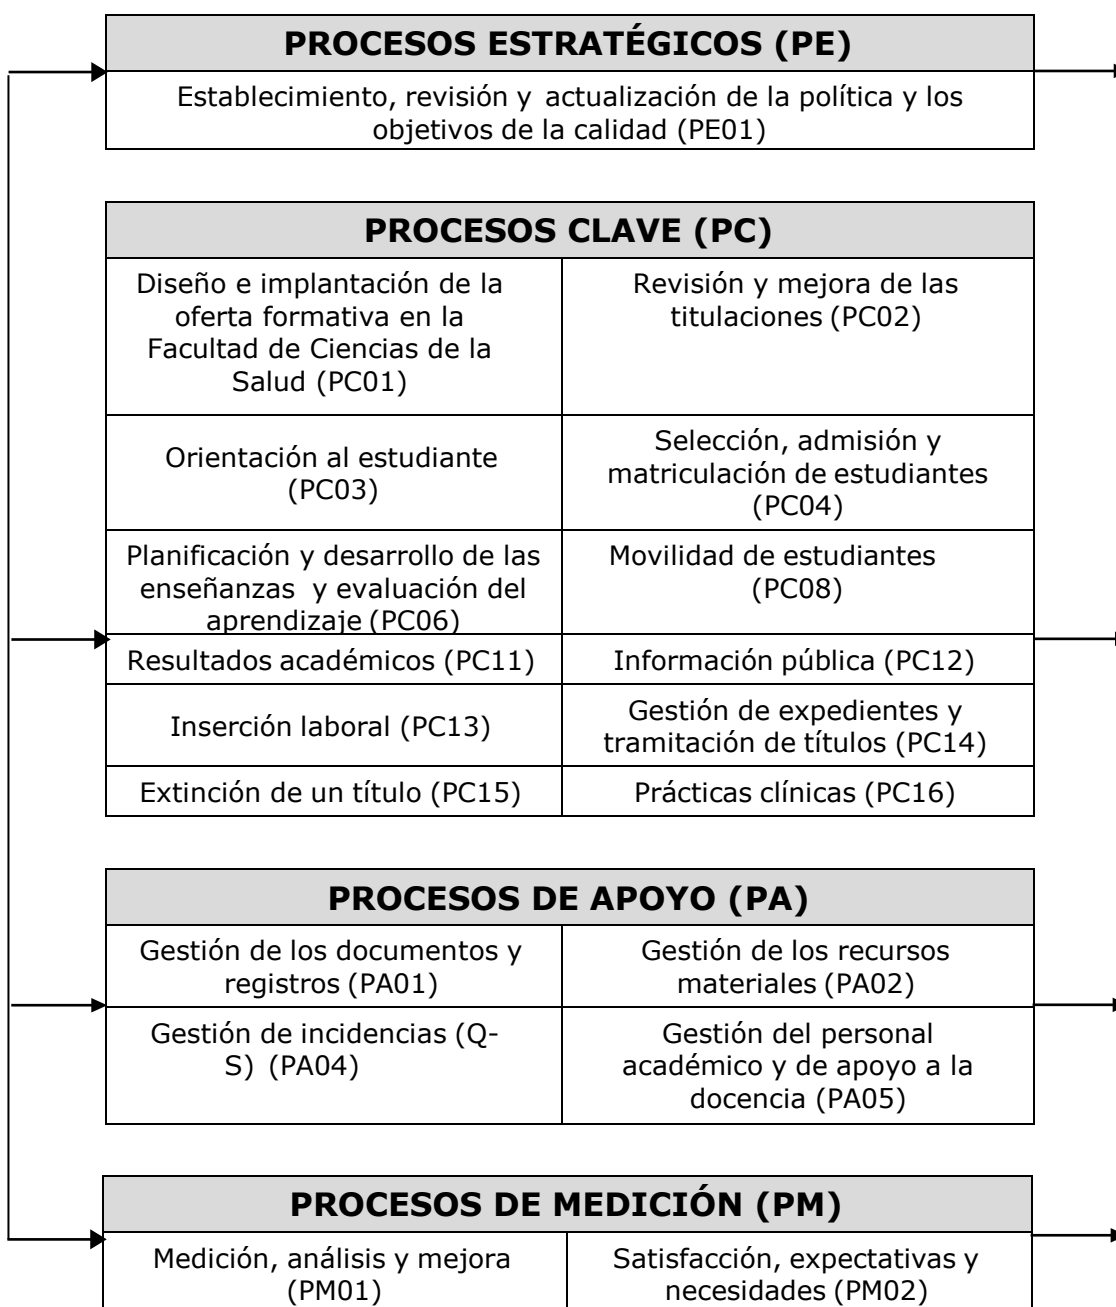 PROCESOS ESTRATÉGICOS (PE)
Establecimiento, revisión y actualización de la política y los
objetivos de la calidad (PE01)
PROCESOS CLAVE (PC)
Diseño e implantación de la
oferta formativa en la
Facultad de Ciencias de la
Salud (PC01)
Revisión y mejora de las
titulaciones (PC02)
Orientación al estudiante
(PC03)
Selección, admisión y
matriculación de estudiantes
(PC04)
Planificación y desarrollo de las
enseñanzas y evaluación del
aprendizaje (PC06)
Movilidad de estudiantes
(PC08)
Resultados académicos (PC11)
Información pública (PC12)
Inserción laboral (PC13)
Gestión de expedientes y
tramitación de títulos (PC14)
Extinción de un título (PC15)
Prácticas clínicas (PC16)
PROCESOS DE APOYO (PA)
Gestión de los documentos y
registros (PA01)
Gestión de los recursos
materiales (PA02)
Gestión de incidencias (Q-
S) (PA04)
Gestión del personal
académico y de apoyo a la
docencia (PA05)
PROCESOS DE MEDICIÓN (PM)
Medición, análisis y mejora
(PM01)
Satisfacción, expectativas y
necesidades (PM02)